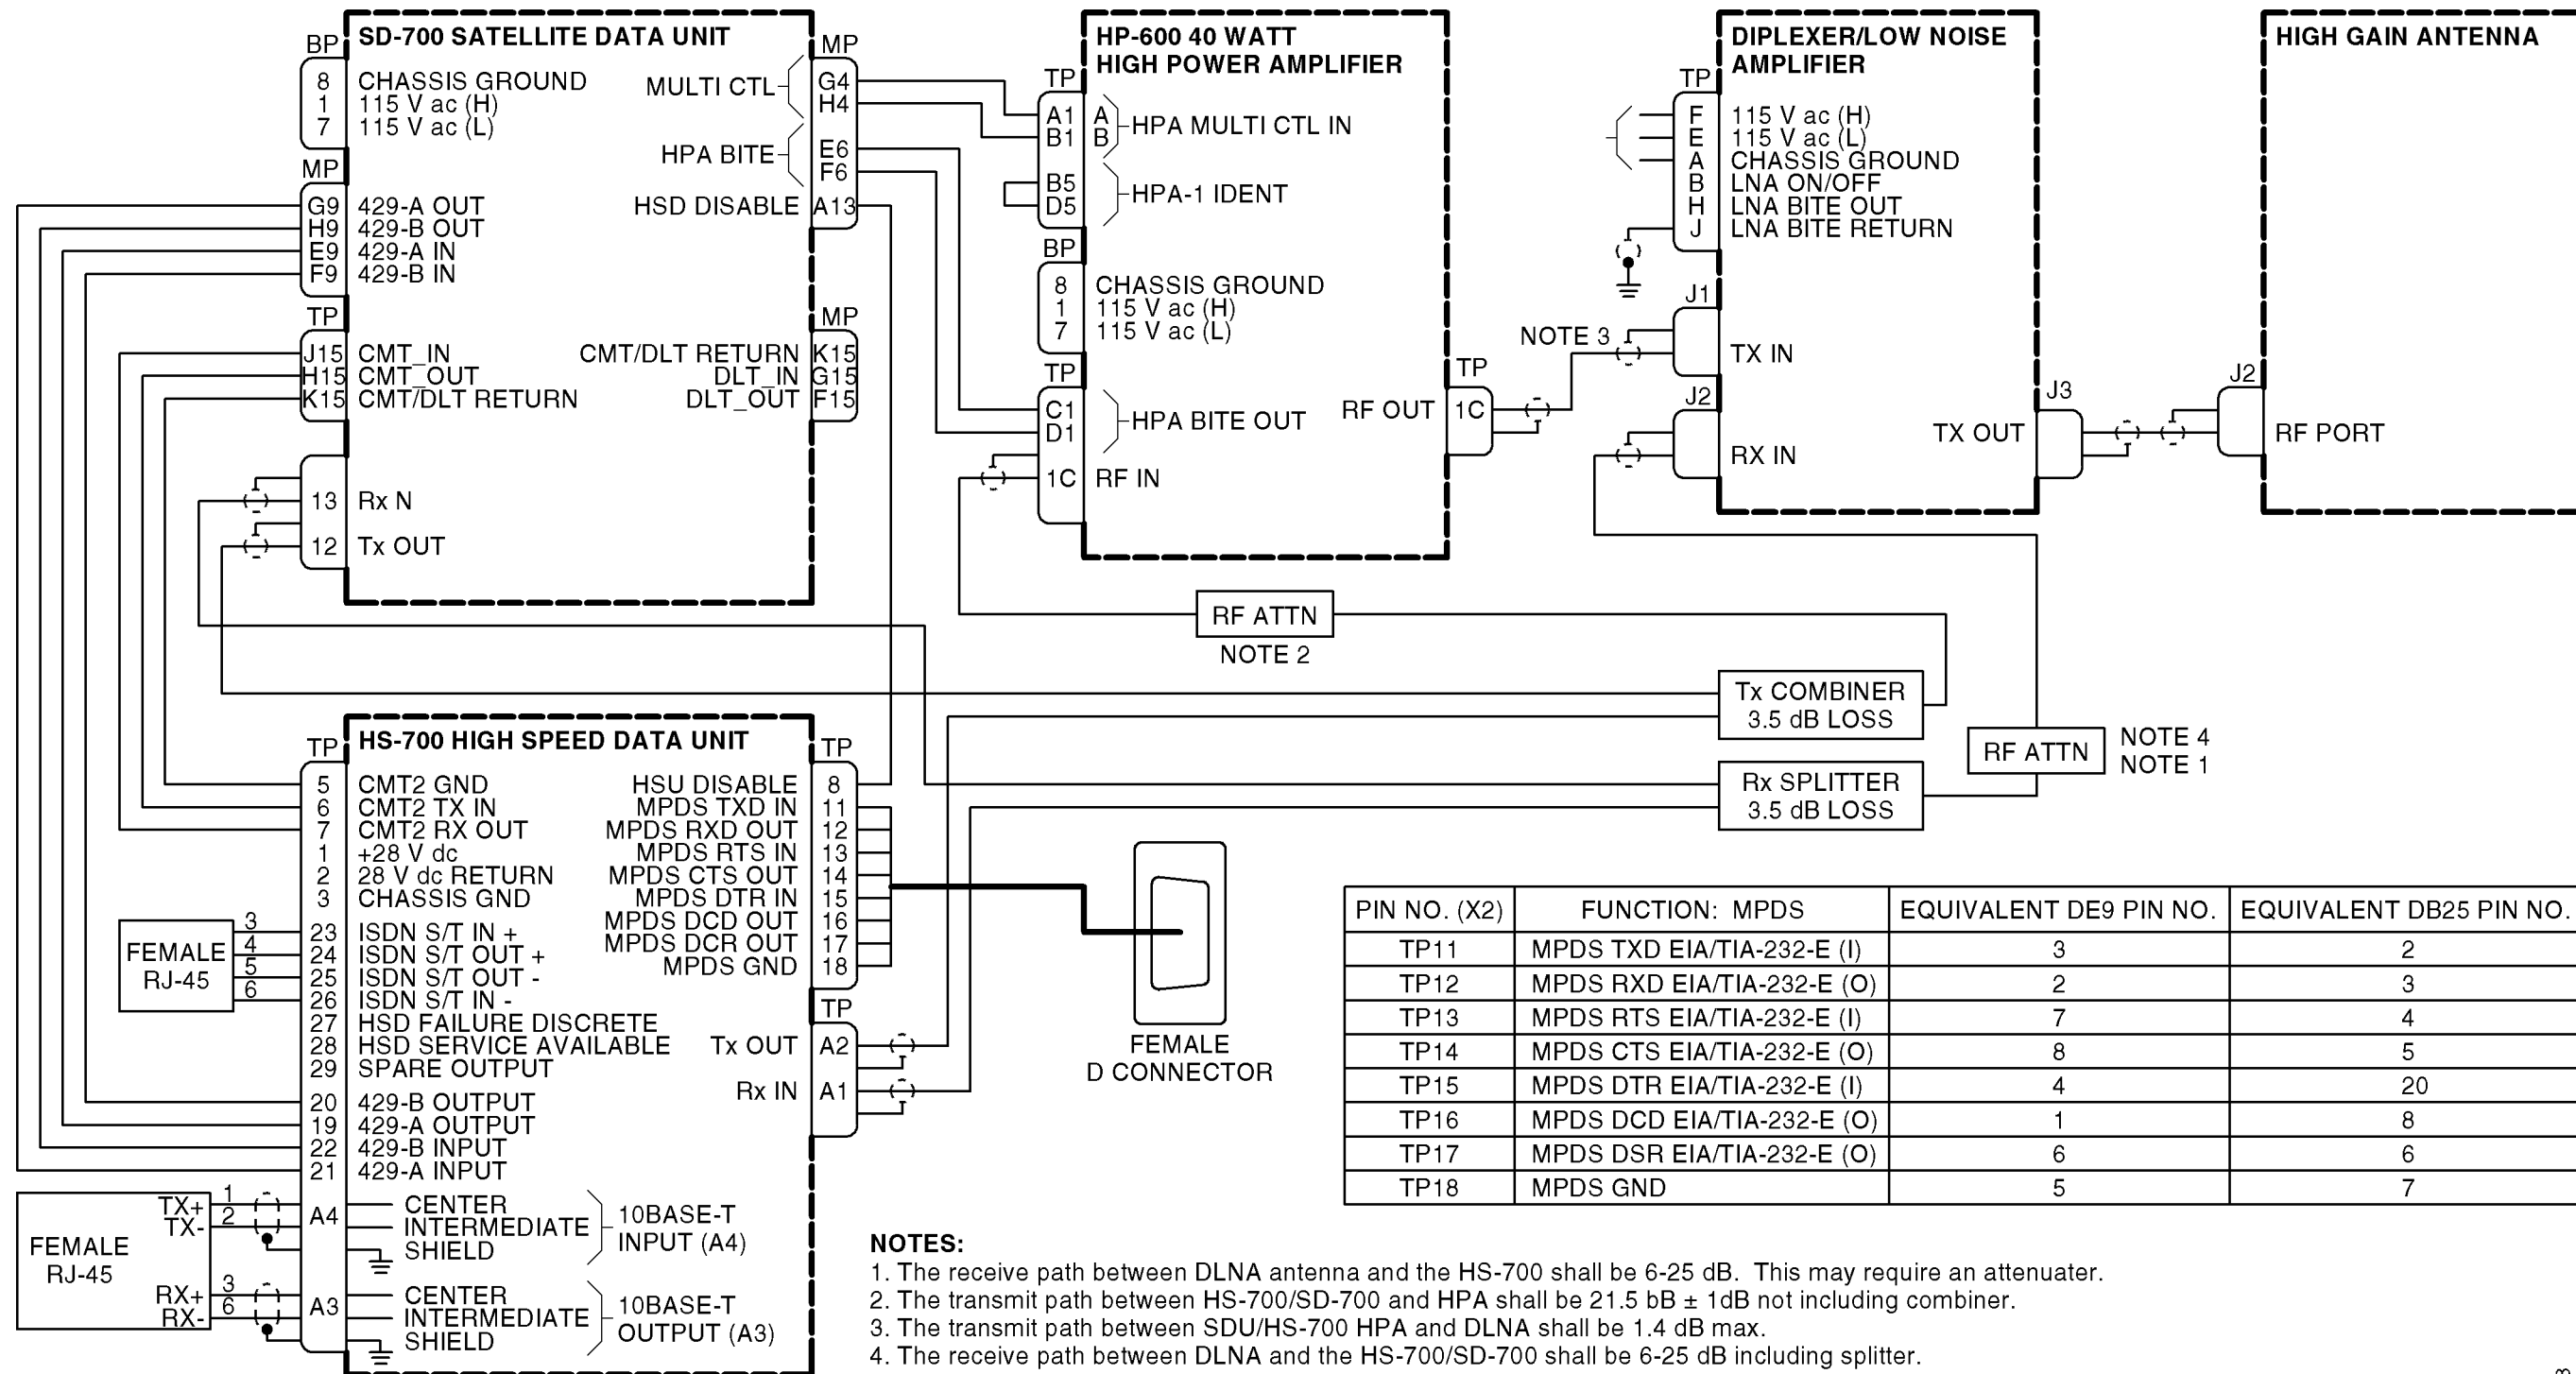 SD-700 SATELLITE DATA UNIT
BP
8 CHASSIS GROUND
1 115 V ac (H)
7 115 V ac (L)
MP
G9 429-A OUT
H9 429-B OUT
E9 429-A IN
F9 429-B IN
TP
J15 CMT_IN
H15 CMT_OUT
K15 CMT/DLT RETURN
13 Rx N
12 Tx OUT
MP
MULTI CTL
G4
H4
HPA BITE
E6
F6
HSD DISABLE A13
MP
CMT/DLT RETURN K15
DLT_IN G15
DLT_OUT F15
HP-600 40 WATT
HIGH POWER AMPLIFIER
TP
A1 A
B1 B
HPA MULTI CTL IN
B5
D5
HPA-1 IDENT
BP
8 CHASSIS GROUND
1 115 V ac (H)
7 115 V ac (L)
TP
C1
D1
HPA BITE OUT
1C RF IN
TP
RF OUT 1C
DIPLEXER/LOW NOISE
AMPLIFIER
TP
F 115 V ac (H)
E 115 V ac (L)
A CHASSIS GROUND
B LNA ON/OFF
H LNA BITE OUT
J LNA BITE RETURN
J1
NOTE 3
TX IN
J2
RX IN
J3
TX OUT
HIGH GAIN ANTENNA
J2
RF PORT
RF ATTN
NOTE 2
Tx COMBINER
3.5 dB LOSS
RF ATTN
NOTE 4
NOTE 1
Rx SPLITTER
3.5 dB LOSS
HS-700 HIGH SPEED DATA UNIT
TP
5 CMT2 GND
6 CMT2 TX IN
7 CMT2 RX OUT
1 +28 V dc
2 28 V dc RETURN
3 CHASSIS GND
FEMALE
RJ-45
3 23 ISDN S/T IN +
4 24 ISDN S/T OUT +
5 25 ISDN S/T OUT -
6 26 ISDN S/T IN -
27 HSD FAILURE DISCRETE
28 HSD SERVICE AVAILABLE
29 SPARE OUTPUT
20 429-B OUTPUT
19 429-A OUTPUT
22 429-B INPUT
21 429-A INPUT
FEMALE
RJ-45
TX+ 1
TX- 2
A4
CENTER
INTERMEDIATE
SHIELD
10BASE-T
INPUT (A4)
RX+ 3
RX- 6
A3
CENTER
INTERMEDIATE
SHIELD
10BASE-T
OUTPUT (A3)
TP
HSU DISABLE 8
MPDS TXD IN 11
MPDS RXD OUT 12
MPDS RTS IN 13
MPDS CTS OUT 14
MPDS DTR IN 15
MPDS DCD OUT 16
MPDS DCR OUT 17
MPDS GND 18
TP
Tx OUT A2
Rx IN A1
FEMALE
D CONNECTOR
PIN NO. (X2) FUNCTION: MPDS EQUIVALENT DE9 PIN NO. EQUIVALENT DB25 PIN NO.
TP11 MPDS TXD EIA/TIA-232-E (I) 3 2
TP12 MPDS RXD EIA/TIA-232-E (O) 2 3
TP13 MPDS RTS EIA/TIA-232-E (I) 7 4
TP14 MPDS CTS EIA/TIA-232-E (O) 8 5
TP15 MPDS DTR EIA/TIA-232-E (I) 4 20
TP16 MPDS DCD EIA/TIA-232-E (O) 1 8
TP17 MPDS DSR EIA/TIA-232-E (O) 6 6
TP18 MPDS GND 5 7
NOTES:
1. The receive path between DLNA antenna and the HS-700 shall be 6-25 dB. This may require an attenuater.
2. The transmit path between HS-700/SD-700 and HPA shall be 21.5 bB ± 1dB not including combiner.
3. The transmit path between SDU/HS-700 HPA and DLNA shall be 1.4 dB max.
4. The receive path between DLNA and the HS-700/SD-700 shall be 6-25 dB including splitter.